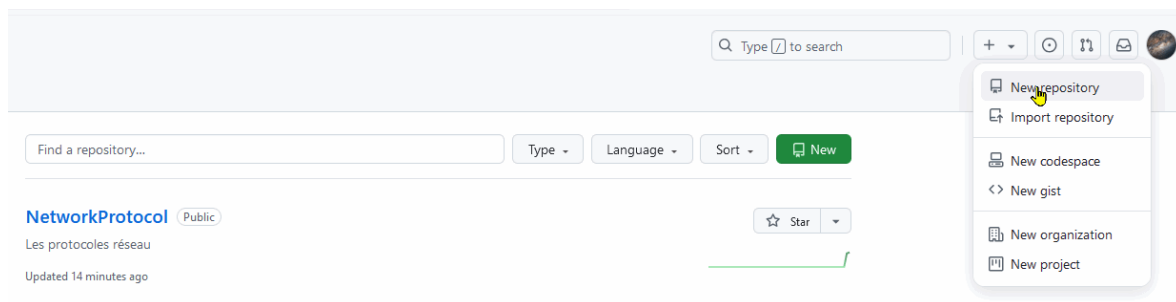 Type / to search
New repository
Import repository
New codespace
<> New gist
New organization
New project
Find a repository...
Type
Language
Sort
New
NetworkProtocol Public
Star
Les protocoles réseau
Updated 14 minutes ago